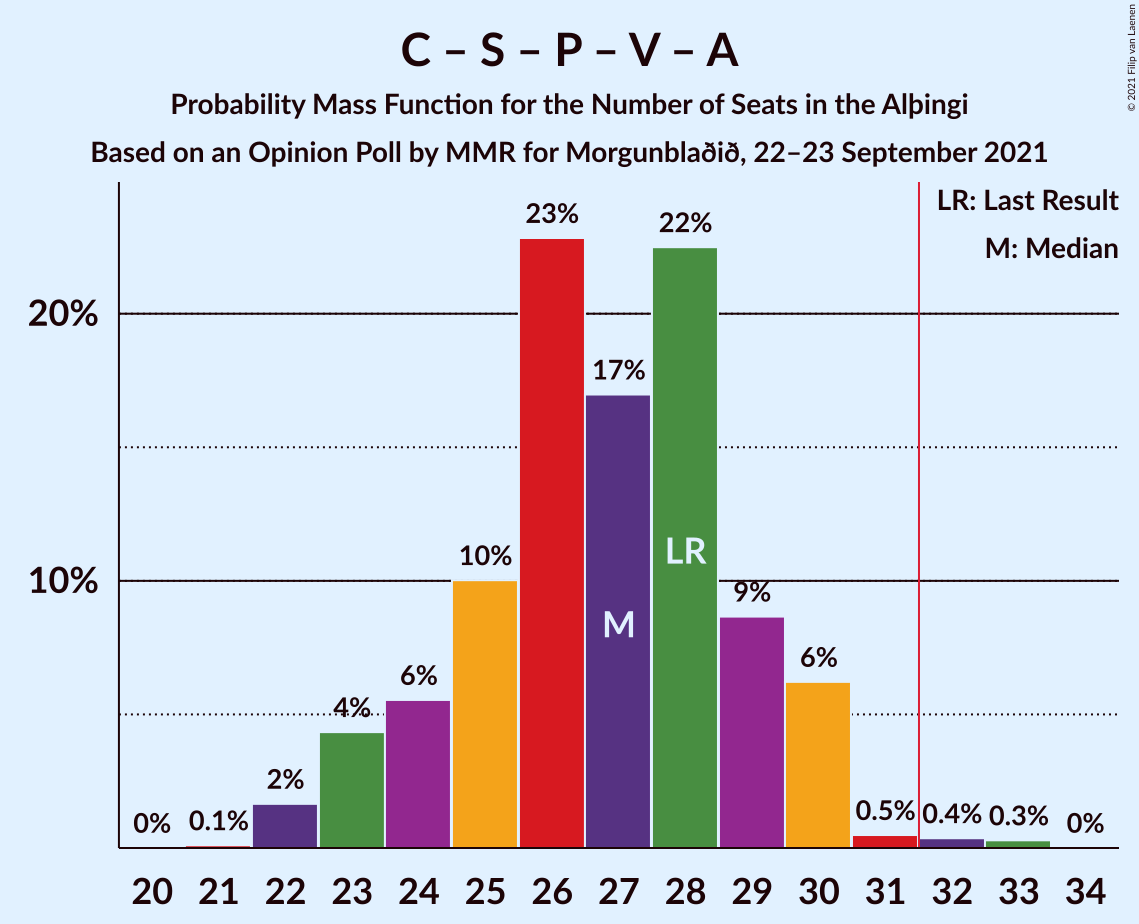 C – S – P – V – A
Probability Mass Function for the Number of Seats in the Alþingi
Based on an Opinion Poll by MMR for Morgunblaðið, 22–23 September 2021
© 2021 Filip van Laenen
LR: Last Result
M: Median
20%
10%
0%
0.1%
2%
4%
6%
10%
23%
17%
22%
9%
6%
0.5%
0.4%
0.3%
0%
M
LR
20 21 22 23 24 25 26 27 28 29 30 31 32 33 34